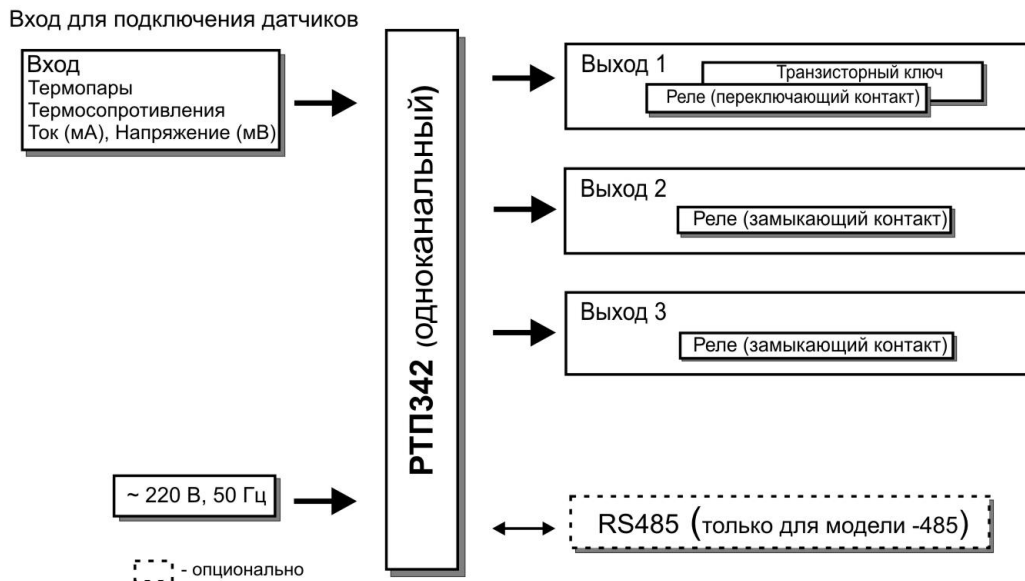 Вход для подключения датчиков
Вход
Термопары
Термосопротивления
Ток (мА), Напряжение (мВ)
~ 220 В, 50 Гц
- опционально
РТП342 (одноканальный)
Выход 1
Транзисторный ключ
Реле (переключающий контакт)
Выход 2
Реле (замыкающий контакт)
Выход 3
Реле (замыкающий контакт)
RS485 (только для модели -485)